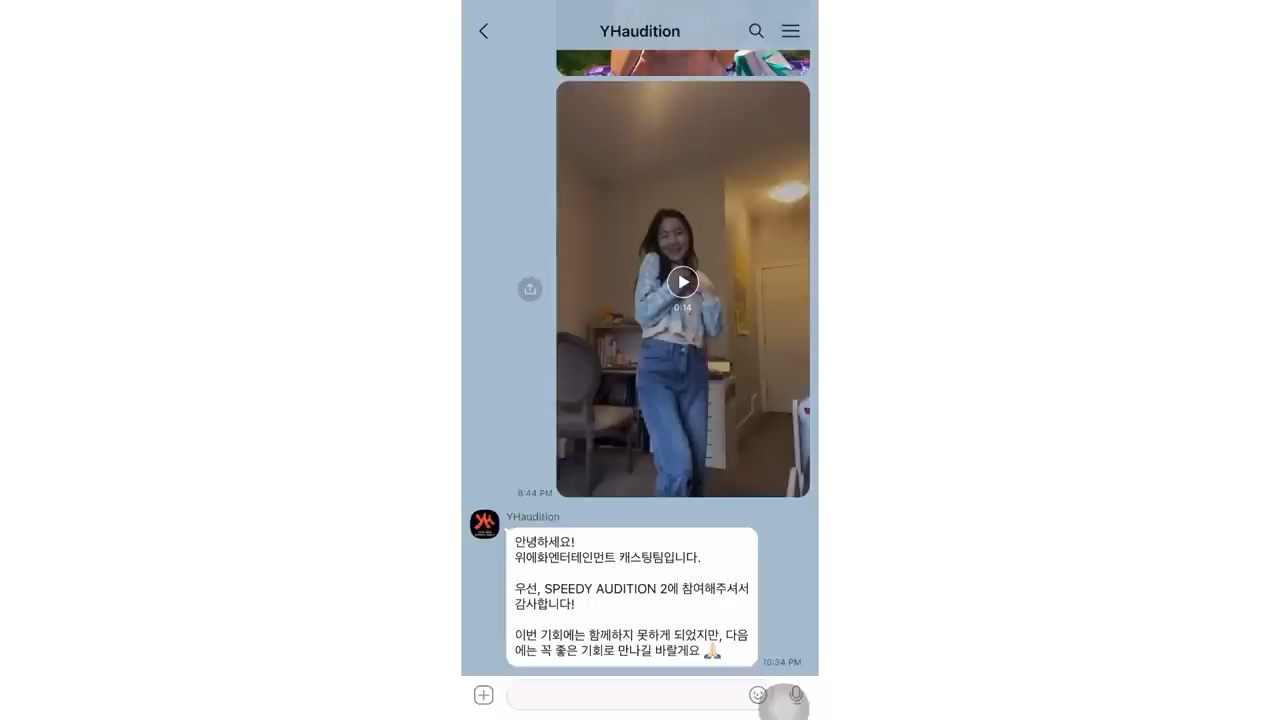 YHaudition
0:14
8:44 PM
YHaudition
안녕하세요!
위에화엔터테인먼트 캐스팅팀입니다.
우선, SPEEDY AUDITION 2에 참여해주셔서
감사합니다!
이번 기회에는 함께하지 못하게 되었지만, 다음
에는 꼭 좋은 기회로 만나길 바랄게요 🙏🏻
10:34 PM